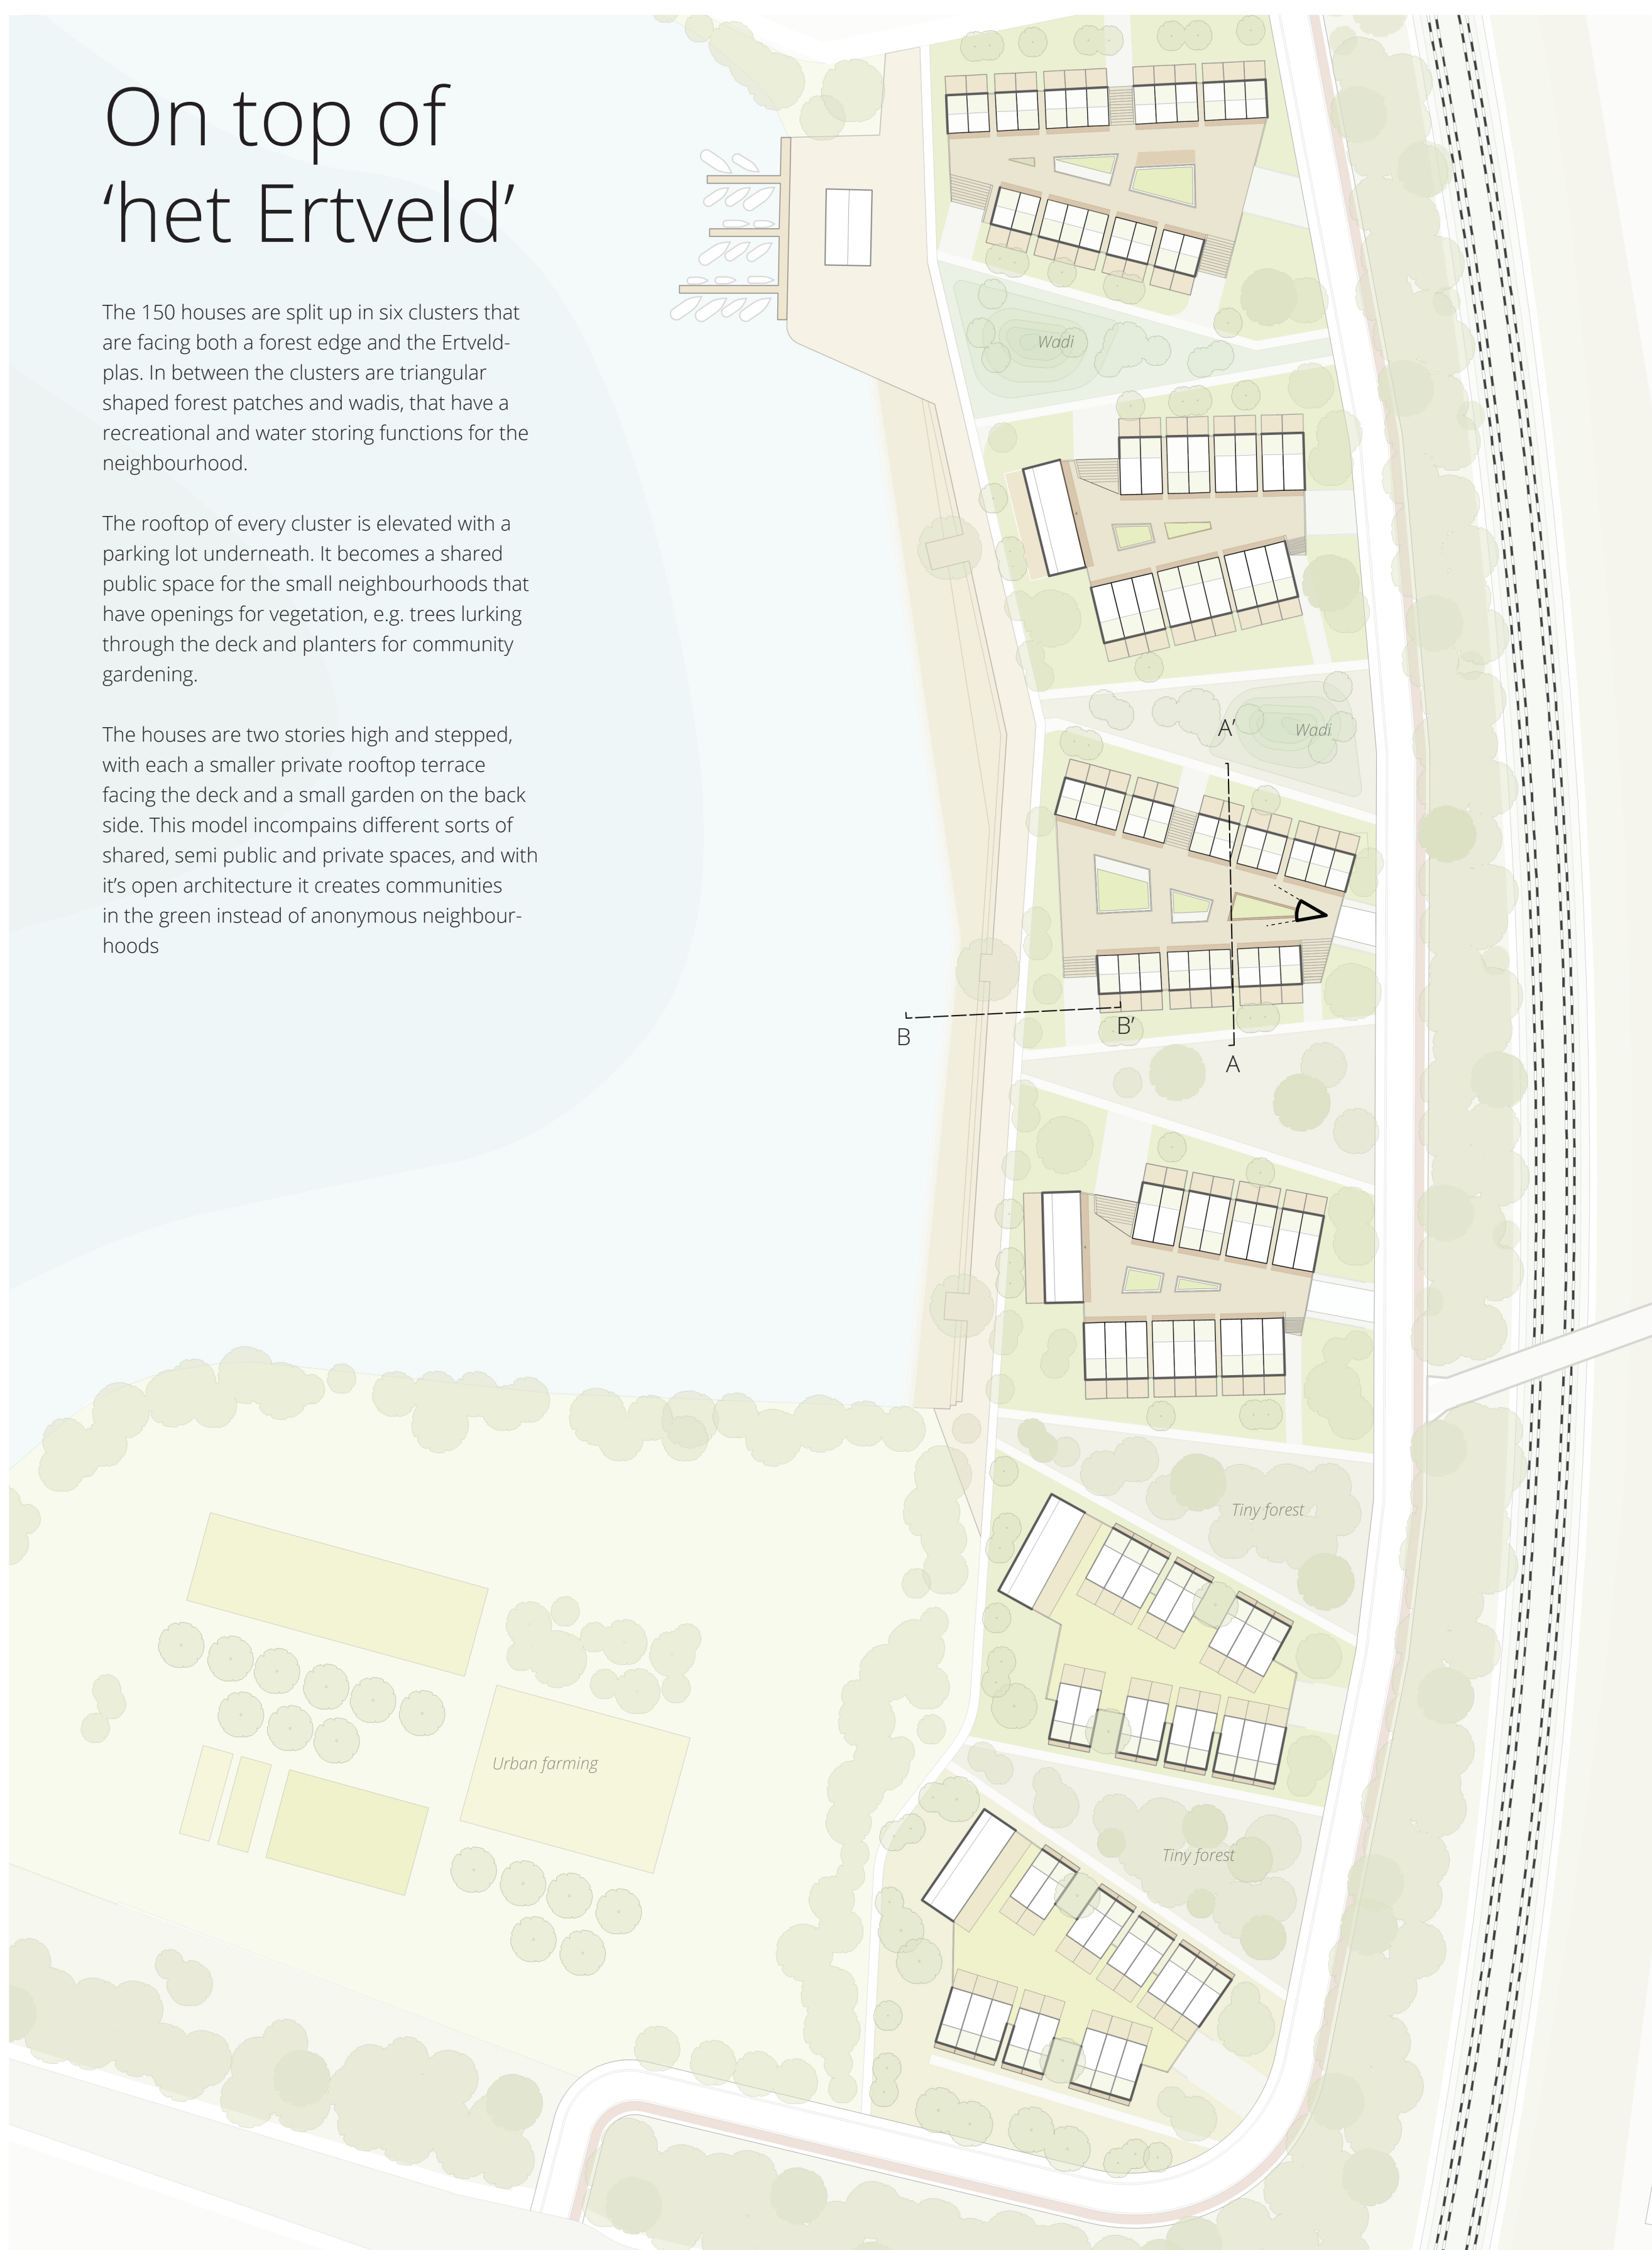 On top of
‘het Ertveld’
The 150 houses are split up in six clusters that
are facing both a forest edge and the Ertveld-
plas. In between the clusters are triangular
shaped forest patches and wadis, that have a
recreational and water storing functions for the
neighbourhood.
The rooftop of every cluster is elevated with a
parking lot underneath. It becomes a shared
public space for the small neighbourhoods that
have openings for vegetation, e.g. trees lurking
through the deck and planters for community
gardening.
The houses are two stories high and stepped,
with each a smaller private rooftop terrace
facing the deck and a small garden on the back
side. This model incompains different sorts of
shared, semi public and private spaces, and with
it’s open architecture it creates communities
in the green instead of anonymous neighbour-
hoods
Wadi
A’
Wadi
B
B’
A
Tiny forest
Urban farming
Tiny forest